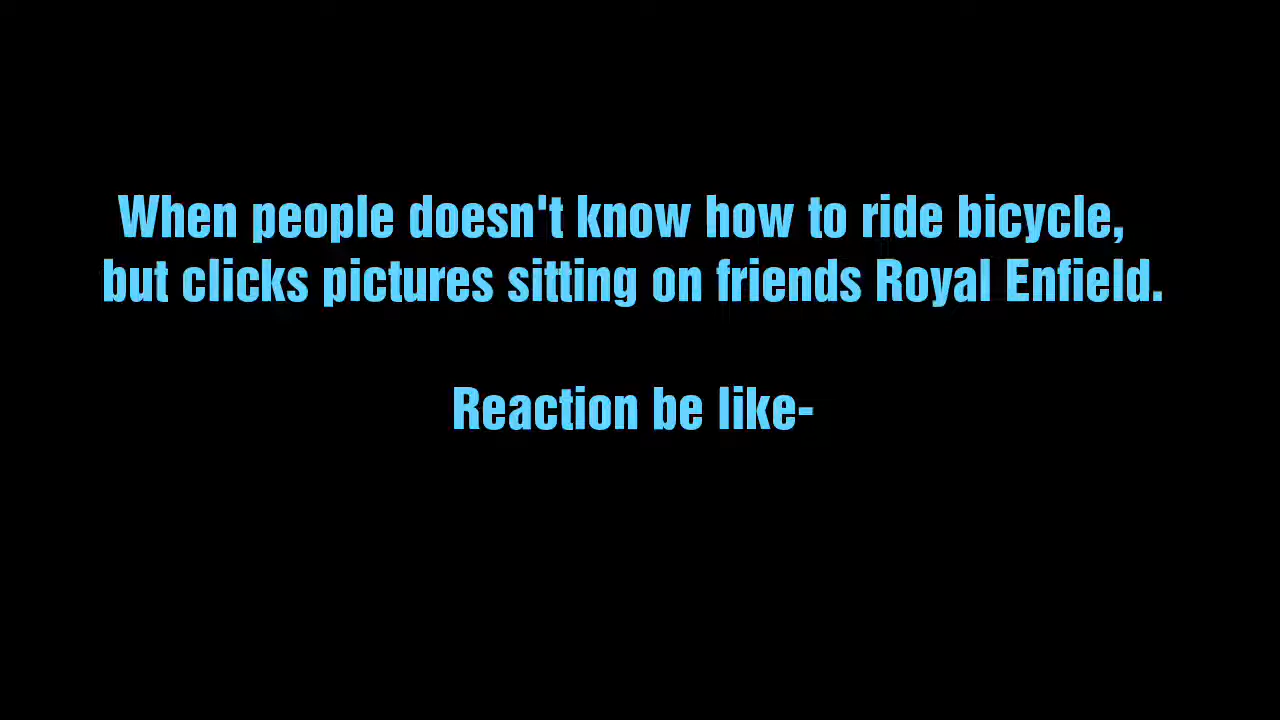 When people doesn't know how to ride bicycle,
but clicks pictures sitting on friends Royal Enfield.
Reaction be like-